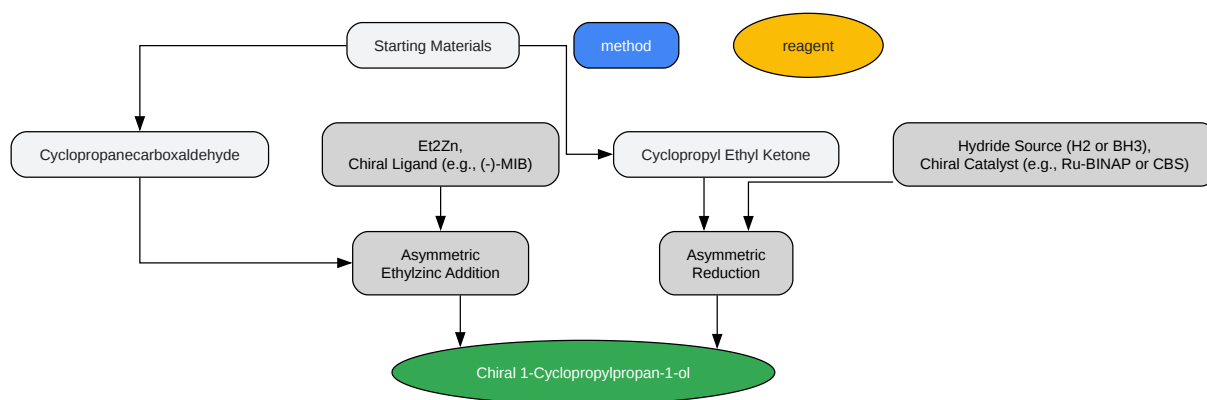 Starting Materials
method
reagent
Cyclopropanecarboxaldehyde
Et2Zn,
Chiral Ligand (e.g., (-)-MIB)
Cyclopropyl Ethyl Ketone
Hydride Source (H2 or BH3),
Chiral Catalyst (e.g., Ru-BINAP or CBS)
Asymmetric
Ethylzinc Addition
Asymmetric
Reduction
Chiral 1-Cyclopropylpropan-1-ol